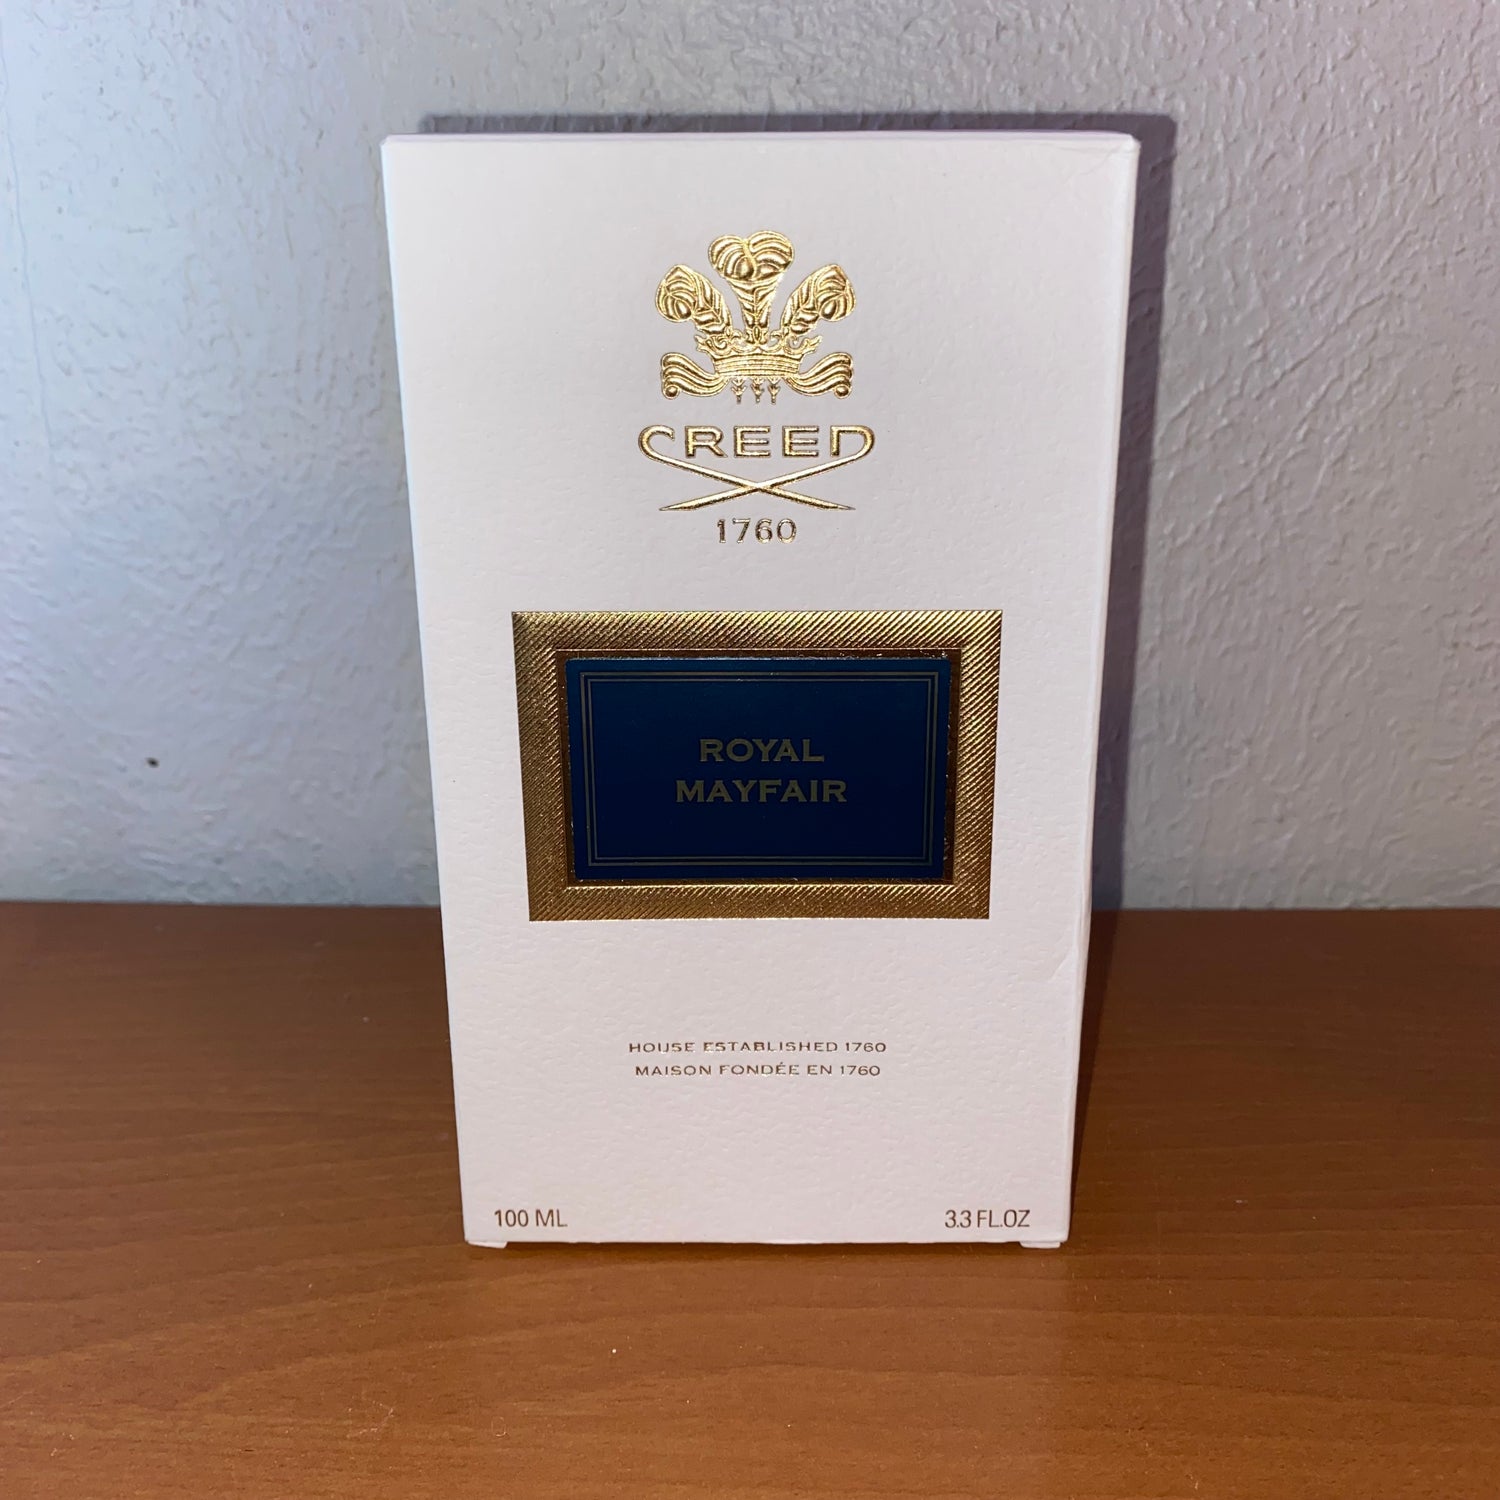 CREED
1760
ROYAL
MAYFAIR
HOUSE ESTABLISHED 1760
MAISON FONDÉE EN 1760
100 ML
3.3 FL.OZ